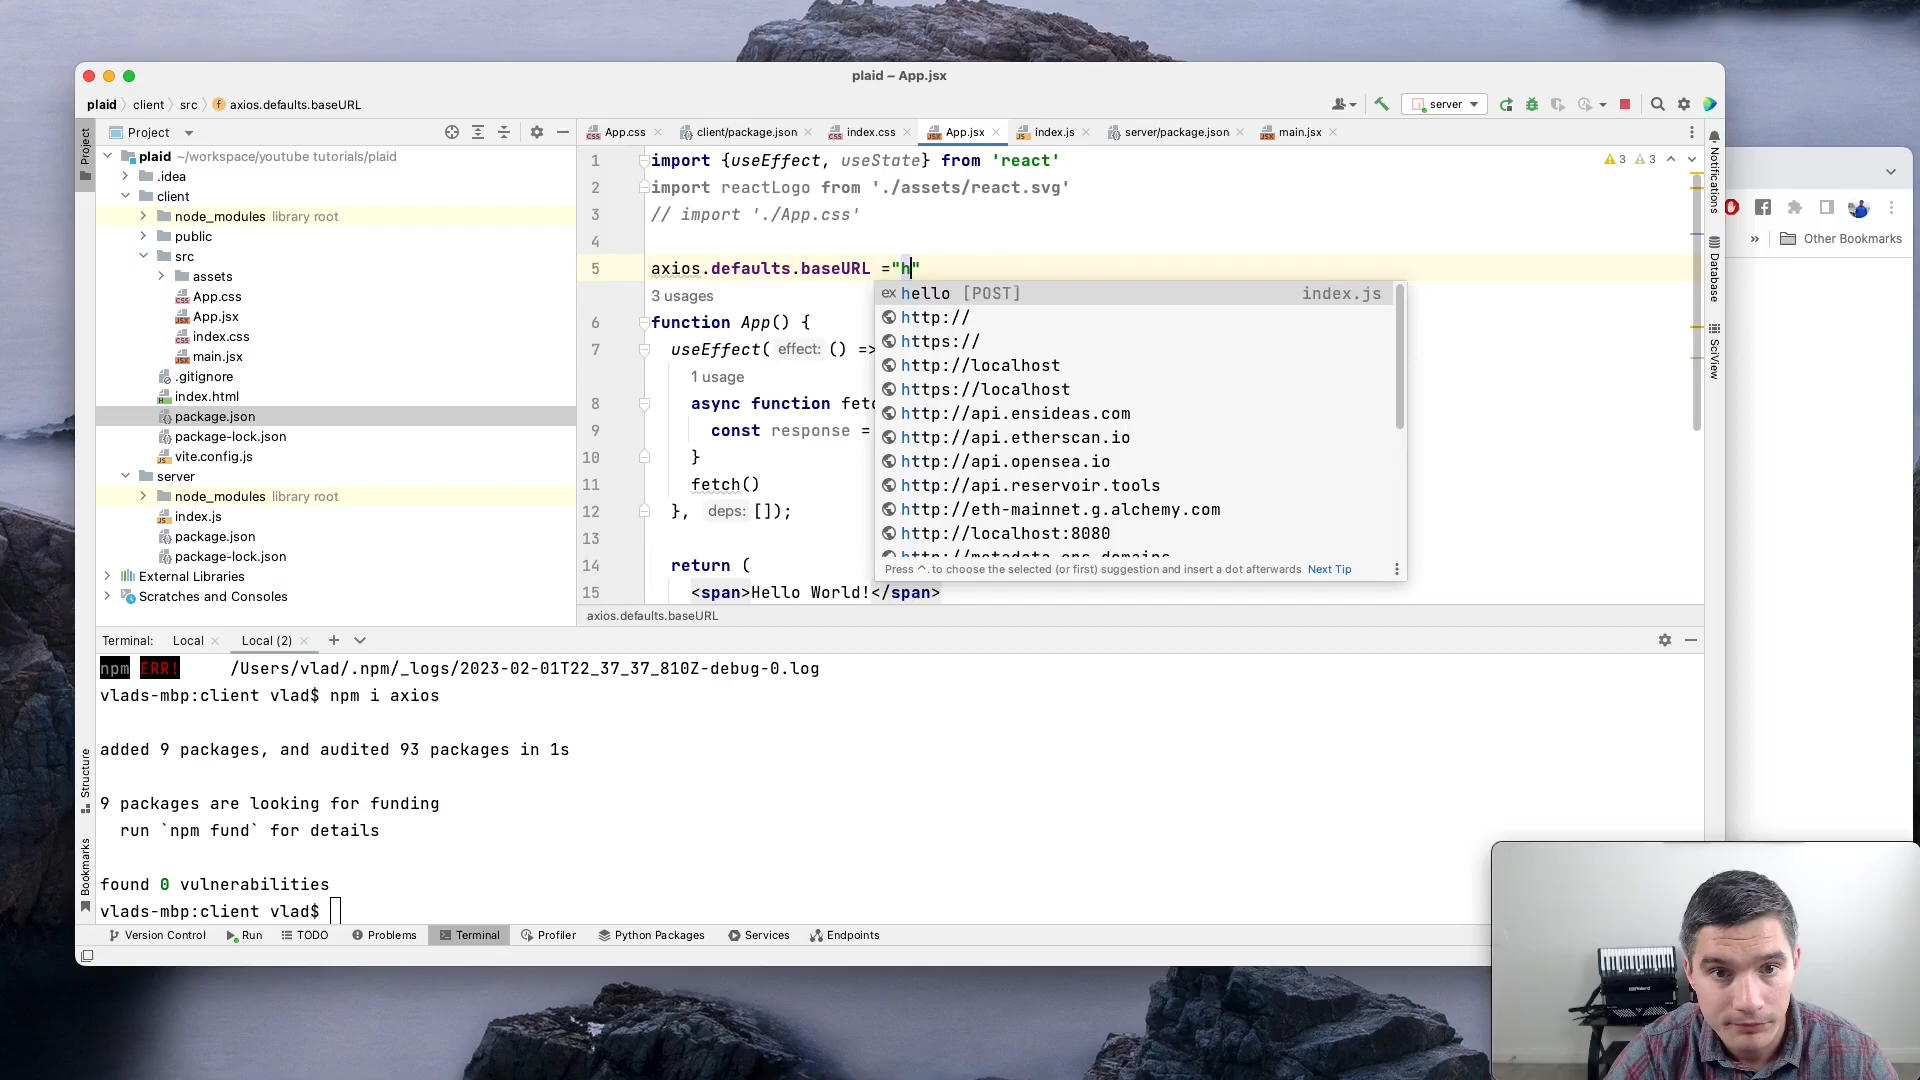 plaid – App.jsx
plaid
client
src
axios.defaults.baseURL
server
Project
App.css
client/package.json
index.css
App.jsx
index.js
server/package.json
main.jsx
Project
plaid ~/workspace/youtube tutorials/plaid
.idea
client
node_modules library root
public
src
assets
App.css
App.jsx
index.css
main.jsx
.gitignore
index.html
package.json
package-lock.json
vite.config.js
server
node_modules library root
index.js
package.json
package-lock.json
External Libraries
Scratches and Consoles
1 import {useEffect, useState} from 'react'
2 import reactLogo from './assets/react.svg'
3 // import './App.css'
4
5 axios.defaults.baseURL ="h"
3 usages
6 function App() {
7 useEffect( effect: () =>
1 usage
8 async function fetc
9 const response =
10 }
11 fetch()
12 }, deps: []);
13
14 return (
15 <span>Hello World!</span>
3 3
hello [POST] index.js
http://
https://
http://localhost
https://localhost
http://api.ensideas.com
http://api.etherscan.io
http://api.opensea.io
http://api.reservoir.tools
http://eth-mainnet.g.alchemy.com
http://localhost:8080
http://metadata.ens.domains
Press ^. to choose the selected (or first) suggestion and insert a dot afterwards Next Tip
axios.defaults.baseURL
Notifications
Database
SciView
» Other Bookmarks
Terminal: Local Local (2)
npm ERR! /Users/vlad/.npm/_logs/2023-02-01T22_37_37_810Z-debug-0.log
vlads-mbp:client vlad$ npm i axios
added 9 packages, and audited 93 packages in 1s
9 packages are looking for funding
run `npm fund` for details
found 0 vulnerabilities
vlads-mbp:client vlad$
Structure
Bookmarks
Version Control
Run
TODO
Problems
Terminal
Profiler
Python Packages
Services
Endpoints
Roland